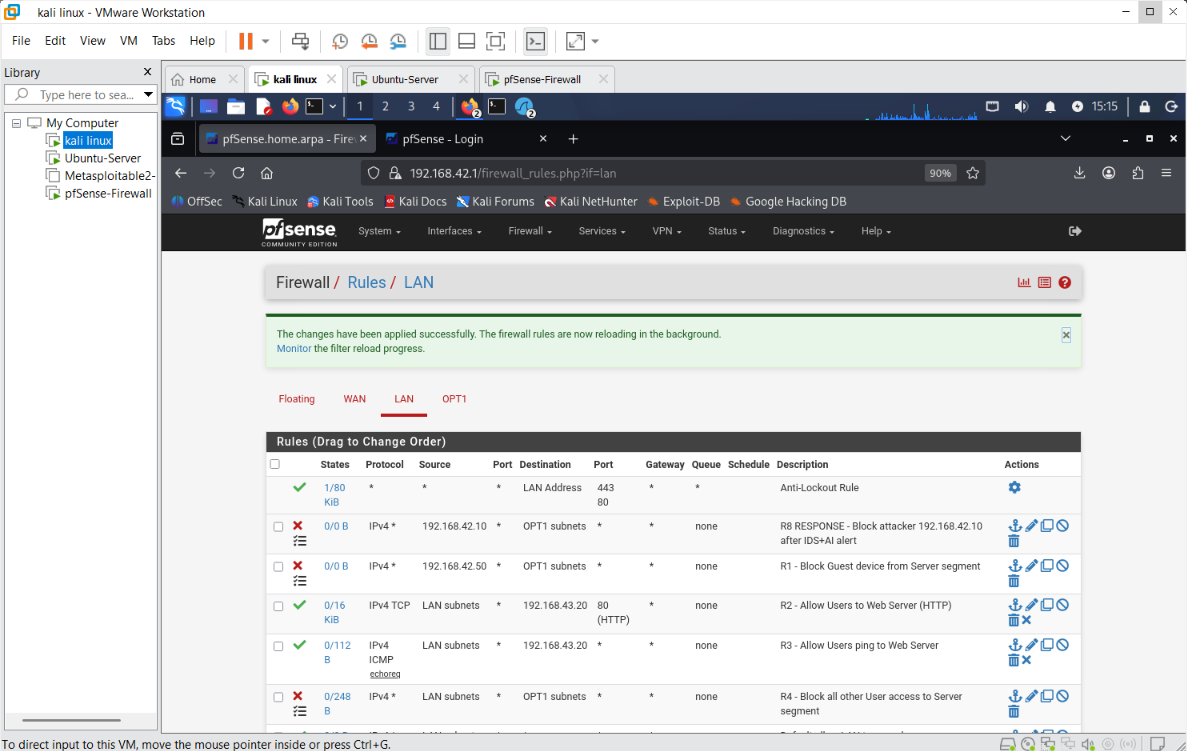 kali linux - VMware Workstation
File Edit View VM Tabs Help
Library
Type here to sea...
My Computer
kali linux
Ubuntu-Server
Metasploitable2-
pfSense-Firewall
Home kali linux Ubuntu-Server pfSense-Firewall
1 2 3 4 2 2 15:15
pfSense.home.arpa - Fire pfSense - Login
192.168.42.1/firewall_rules.php?if=lan 90%
OffSec Kali Linux Kali Tools Kali Docs Kali Forums Kali NetHunter Exploit-DB Google Hacking DB
pfsense COMMUNITY EDITION System Interfaces Firewall Services VPN Status Diagnostics Help
Firewall / Rules / LAN
The changes have been applied successfully. The firewall rules are now reloading in the background.
Monitor the filter reload progress.
Floating WAN LAN OPT1
Rules (Drag to Change Order)
States Protocol Source Port Destination Port Gateway Queue Schedule Description Actions
1/80 KiB * * * LAN Address 443 80 * * Anti-Lockout Rule
0/0 B IPv4 * 192.168.42.10 * OPT1 subnets * * none R8 RESPONSE - Block attacker 192.168.42.10 after IDS+AI alert
0/0 B IPv4 * 192.168.42.50 * OPT1 subnets * * none R1 - Block Guest device from Server segment
0/16 KiB IPv4 TCP LAN subnets * 192.168.43.20 80 (HTTP) * none R2 - Allow Users to Web Server (HTTP)
0/112 B IPv4 ICMP echoreq LAN subnets * 192.168.43.20 * * none R3 - Allow Users ping to Web Server
0/248 B IPv4 * LAN subnets * OPT1 subnets * * none R4 - Block all other User access to Server segment
To direct input to this VM, move the mouse pointer inside or press Ctrl+G.